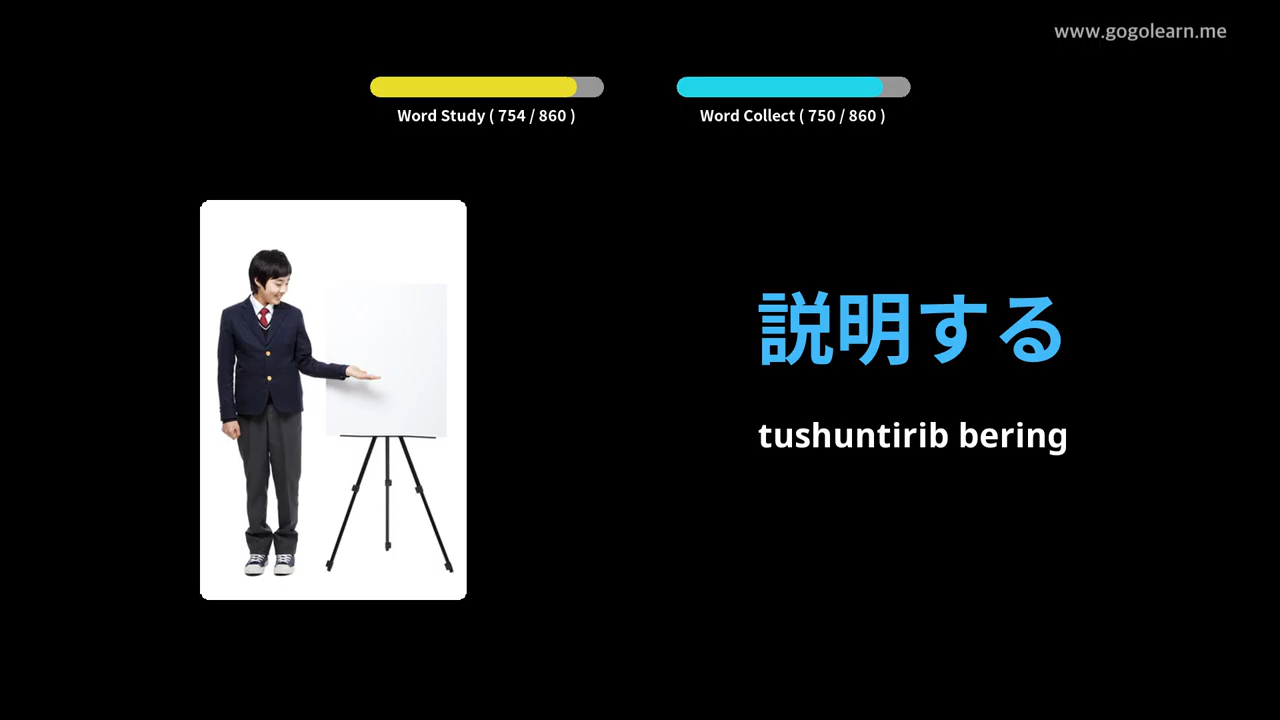 www.gogolearn.me
Word Study ( 754 / 860 )
Word Collect ( 750 / 860 )
説明する
tushuntirib bering